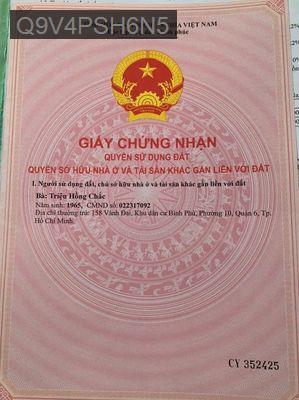 Q9V4PSH6N5
ĨA VIỆT NAM
GIẤY CHỨNG NHẬN
QUYỀN SỬ DỤNG ĐẤT
QUYỀN SỞ HỮU NHÀ Ở VÀ TÀI SẢN KHÁC GẮN LIỀN VỚI ĐẤT
I. Người sử dụng đất, chủ sở hữu nhà ở và tài sản khác gắn liền với đất
Bà: Triệu Hồng Chắc
Năm sinh: 1965, CMND số: 022317092
Địa chỉ thường trú: 158 Vành Đai, Khu dân cư Bình Phú, Phường 10, Quận 6, Tp.
Hồ Chí Minh.
CY 352425